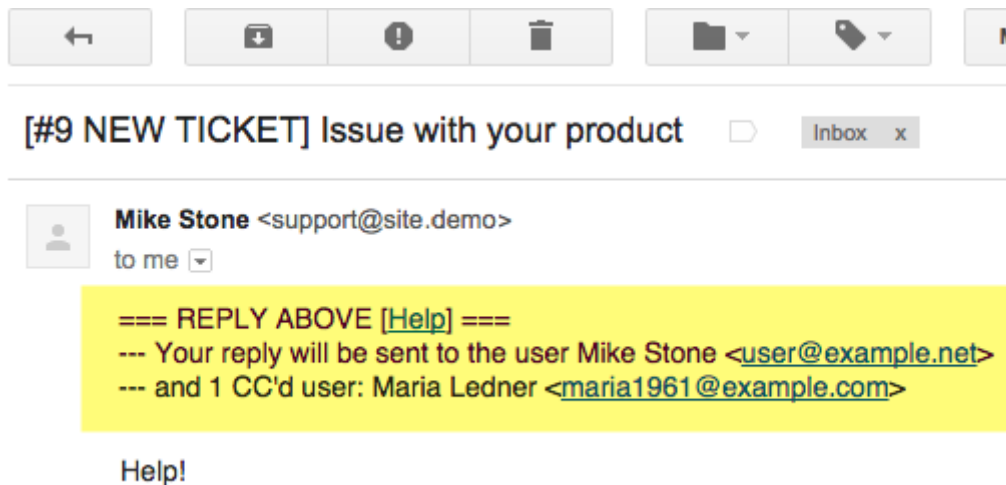 [#9 NEW TICKET] Issue with your product Inbox x
Mike Stone <support@site.demo>
to me
=== REPLY ABOVE [Help] ===
--- Your reply will be sent to the user Mike Stone <user@example.net>
--- and 1 CC'd user: Maria Ledner <maria1961@example.com>
Help!